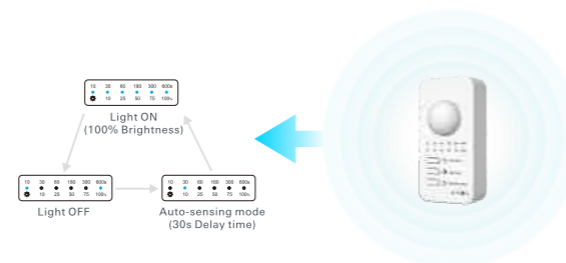 10 30 60 180 300 600s
10 25 50 75 100%
Light ON
(100% Brightness)
10 30 60 180 300 600s
10 25 50 75 100%
Light OFF
10 30 60 180 300 600s
10 25 50 75 100%
Auto-sensing mode
(30s Delay time)